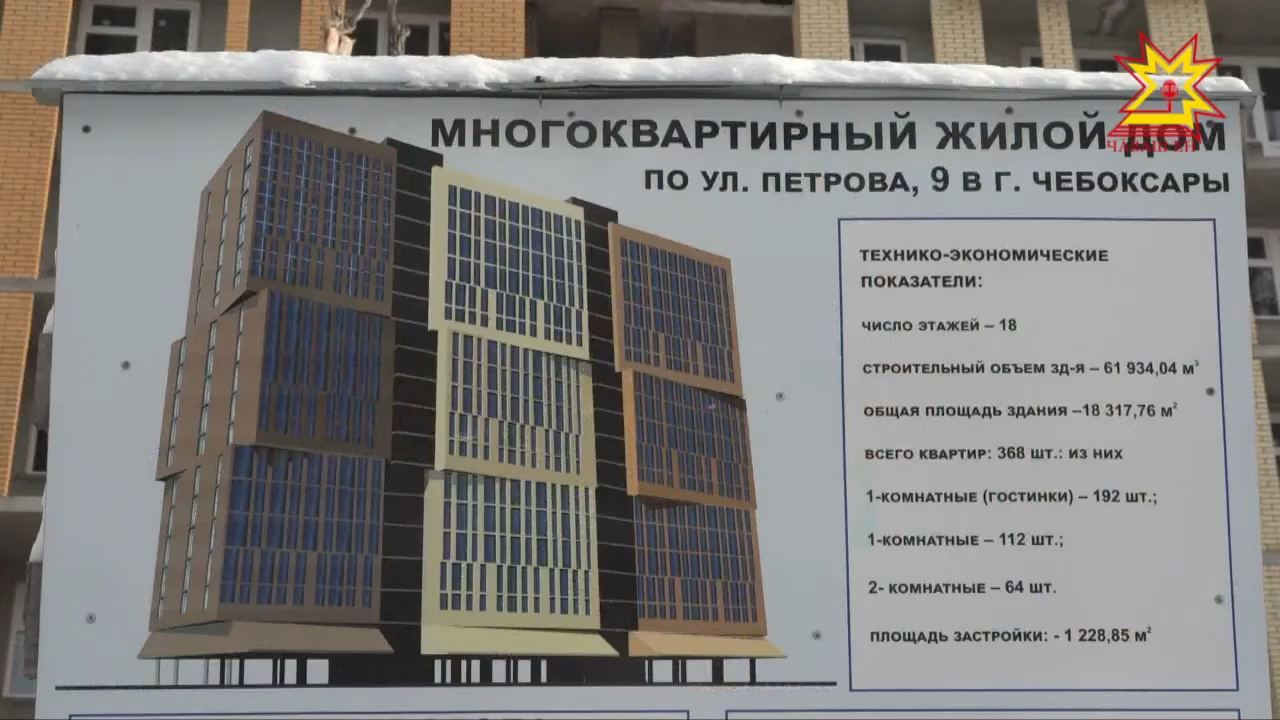 МНОГОКВАРТИРНЫЙ ЖИЛОЙ ДОМ
ЧӐВАШ ЕН
ПО УЛ. ПЕТРОВА, 9 В Г. ЧЕБОКСАРЫ
ТЕХНИКО-ЭКОНОМИЧЕСКИЕ
ПОКАЗАТЕЛИ:
ЧИСЛО ЭТАЖЕЙ – 18
СТРОИТЕЛЬНЫЙ ОБЪЕМ ЗД-Я – 61 934,04 м³
ОБЩАЯ ПЛОЩАДЬ ЗДАНИЯ –18 317,76 м²
ВСЕГО КВАРТИР: 368 ШТ.: ИЗ НИХ
1-КОМНАТНЫЕ (ГОСТИНКИ) – 192 ШТ.;
1-КОМНАТНЫЕ – 112 ШТ.;
2- КОМНАТНЫЕ – 64 ШТ.
ПЛОЩАДЬ ЗАСТРОЙКИ: - 1 228,85 м²